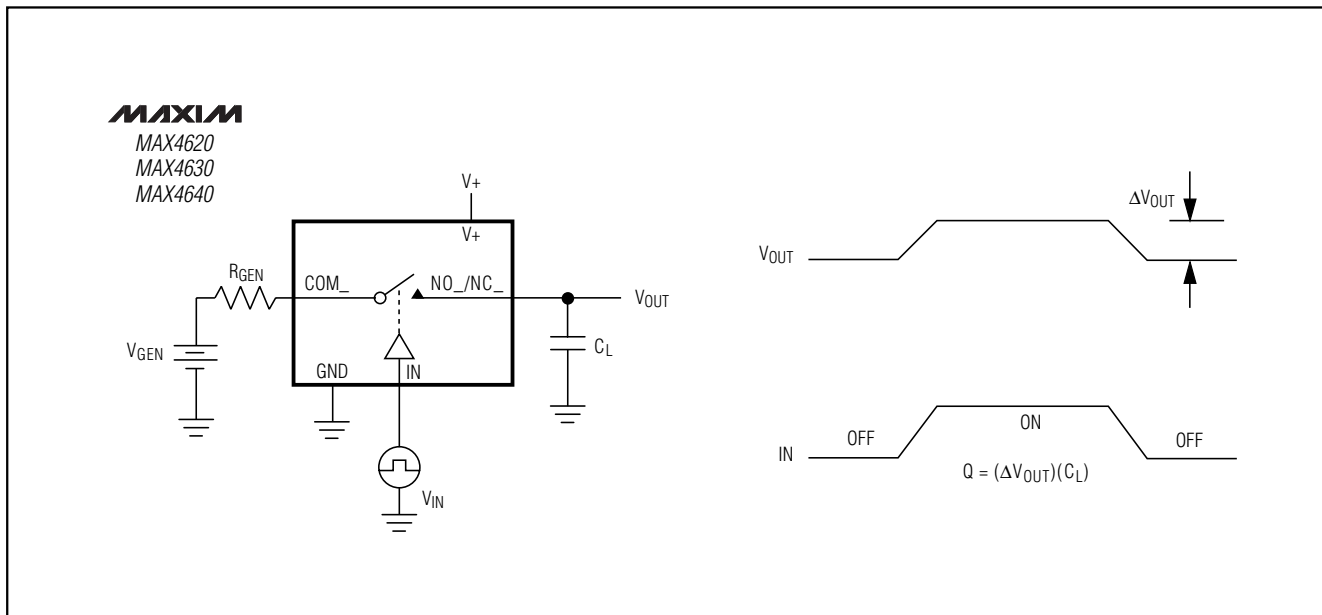 MAXIM
MAX4620
MAX4630
MAX4640
V+
V+
RGEN
COM_
NO_/NC_
VOUT
VGEN
CL
GND
IN
VIN
ΔVOUT
VOUT
OFF
ON
OFF
IN
Q = (ΔVOUT)(CL)